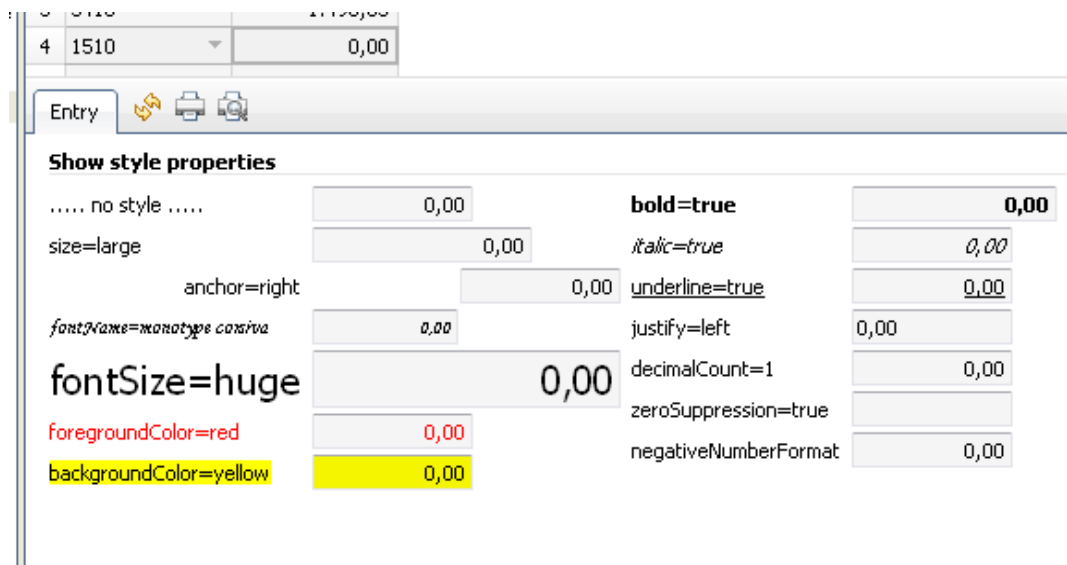 4 1510 0,00
Entry
Show style properties
..... no style ..... 0,00 bold=true 0,00
size=large 0,00 italic=true 0,00
anchor=right 0,00 underline=true 0,00
fontName=monotype corsiva 0,00 justify=left 0,00
fontSize=huge 0,00 decimalCount=1 0,00
zeroSuppression=true
foregroundColor=red 0,00
negativeNumberFormat 0,00
backgroundColor=yellow 0,00